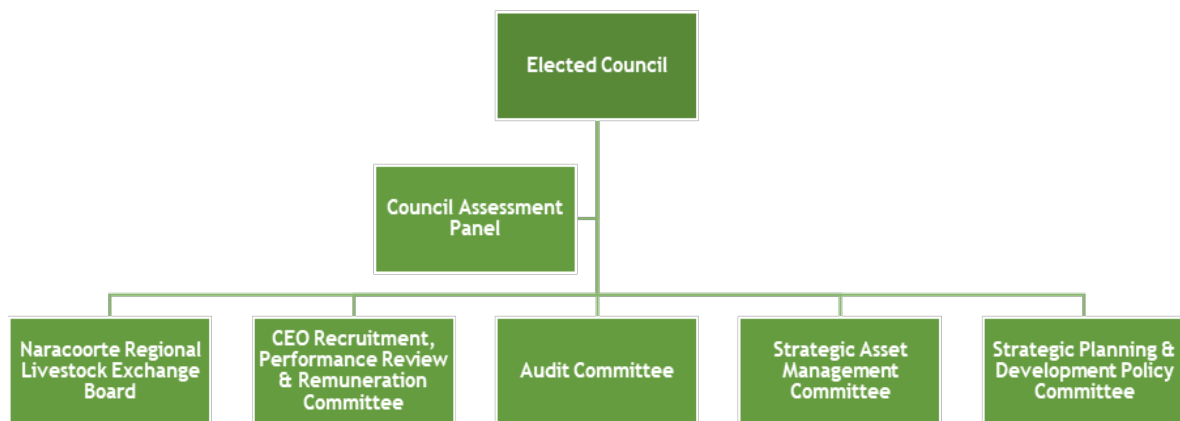 Elected Council
Council Assessment
Panel
Naracoorte Regional
Livestock Exchange
Board
CEO Recruitment,
Performance Review
& Remuneration
Committee
Audit Committee
Strategic Asset
Management
Committee
Strategic Planning &
Development Policy
Committee